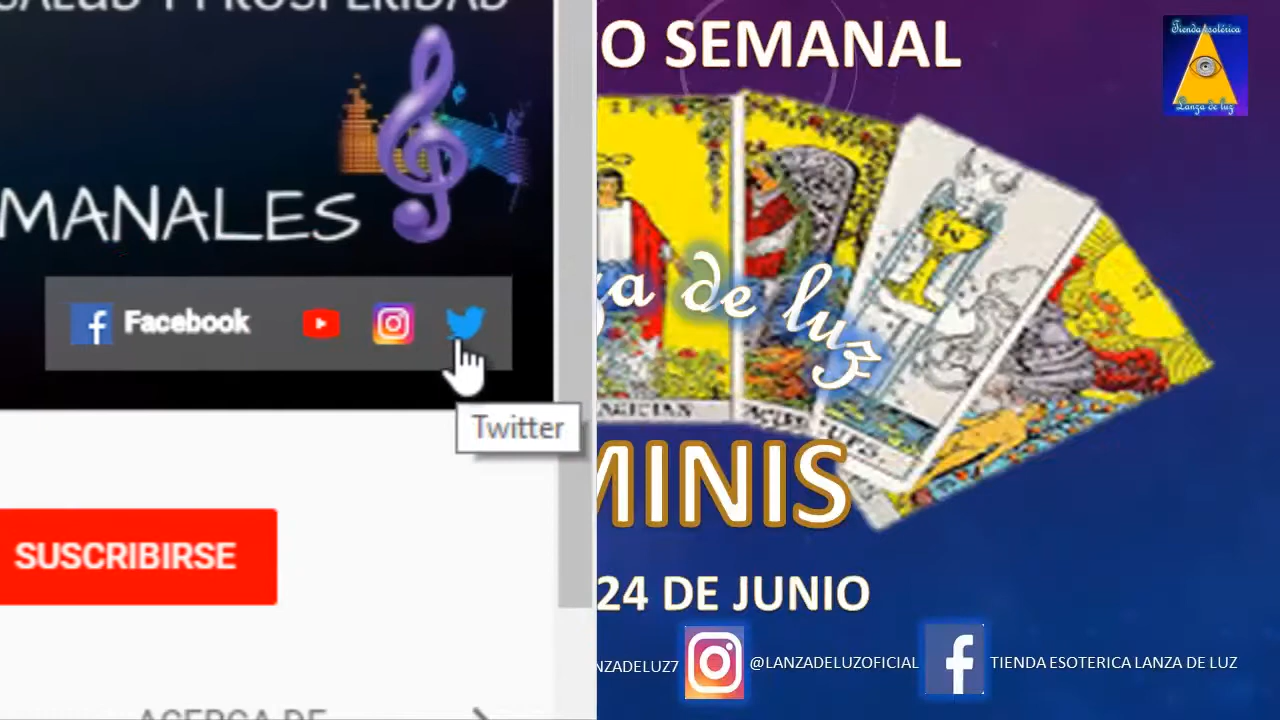 SALUD Y PROSPERIDAD
MANALES
Facebook
Twitter
SUSCRIBIRSE
ACERCA DE
O SEMANAL
Tienda esotérica
Lanza de luz
za de luz
MINIS
24 DE JUNIO
NZADELUZ7
@LANZADELUZOFICIAL
TIENDA ESOTERICA LANZA DE LUZ